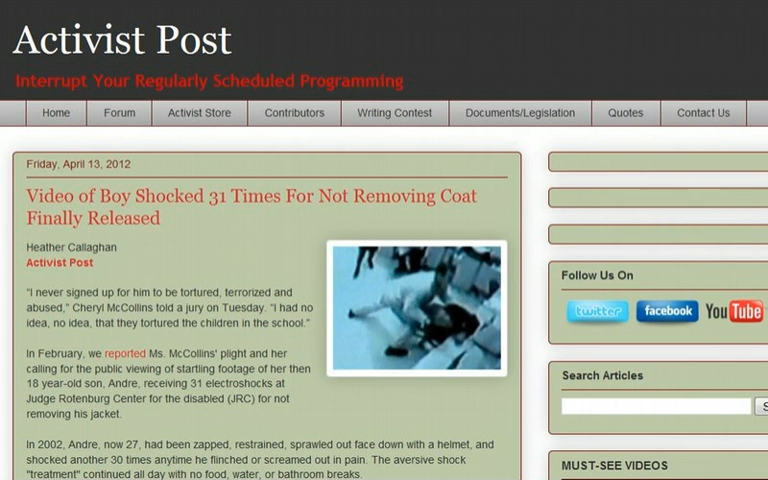 Activist Post
Interrupt Your Regularly Scheduled Programming
Home Forum Activist Store Contributors Writing Contest Documents/Legislation Quotes Contact Us
Friday, April 13, 2012
Video of Boy Shocked 31 Times For Not Removing Coat
Finally Released
Heather Callaghan
Activist Post
"I never signed up for him to be tortured, terrorized and
abused," Cheryl McCollins told a jury on Tuesday. "I had no
idea, no idea, that they tortured the children in the school."
In February, we reported Ms. McCollins' plight and her
calling for the public viewing of startling footage of her then
18 year-old son, Andre, receiving 31 electroshocks at
Judge Rotenburg Center for the disabled (JRC) for not
removing his jacket.
In 2002, Andre, now 27, had been zapped, restrained, sprawled out face down with a helmet, and
shocked another 30 times anytime he flinched or screamed out in pain. The aversive shock
"treatment" continued all day with no food, water, or bathroom breaks.
Follow Us On
twitter facebook YouTube
Search Articles
S
MUST-SEE VIDEOS